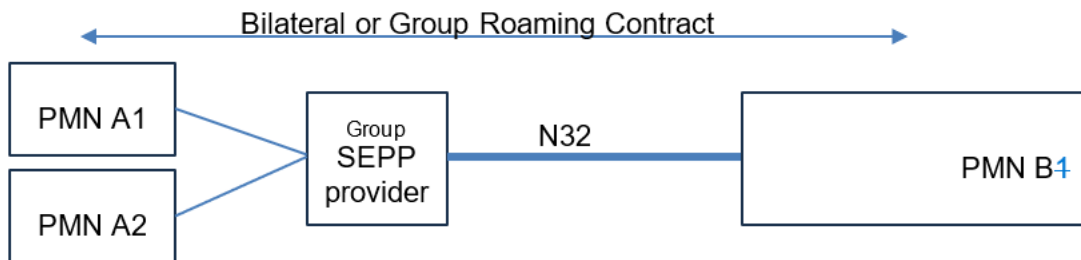 Bilateral or Group Roaming Contract
PMN A1
Group
SEPP
provider
N32
PMN B1
PMN A2